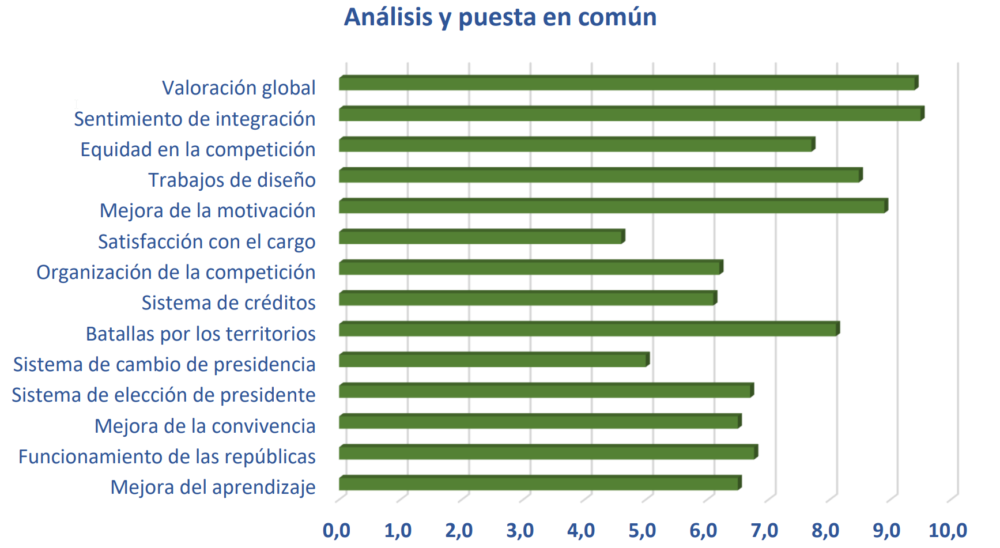 Análisis y puesta en común
Valoración global
Sentimiento de integración
Equidad en la competición
Trabajos de diseño
Mejora de la motivación
Satisfacción con el cargo
Organización de la competición
Sistema de créditos
Batallas por los territorios
Sistema de cambio de presidencia
Sistema de elección de presidente
Mejora de la convivencia
Funcionamiento de las repúblicas
Mejora del aprendizaje
0,0 1,0 2,0 3,0 4,0 5,0 6,0 7,0 8,0 9,0 10,0